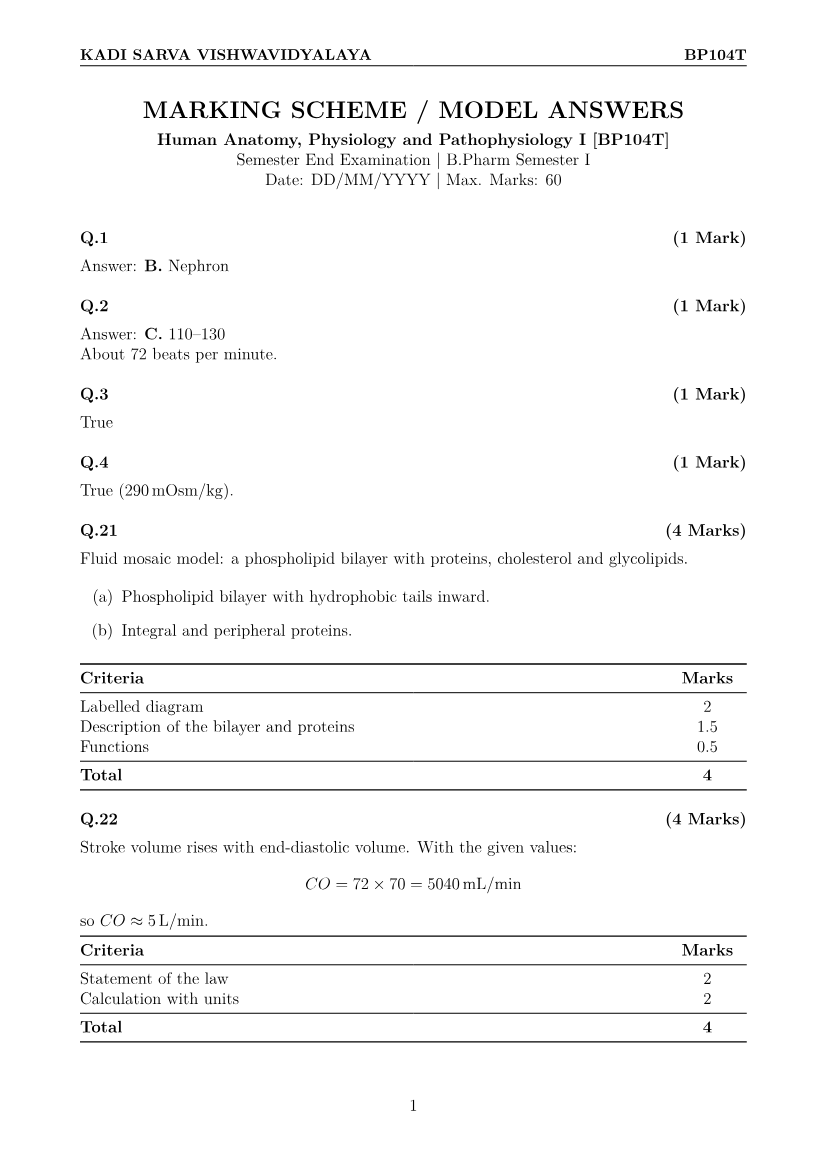 KADI SARVA VISHWAVIDYALAYA BP104T
MARKING SCHEME / MODEL ANSWERS
Human Anatomy, Physiology and Pathophysiology I [BP104T]
Semester End Examination | B.Pharm Semester I
Date: DD/MM/YYYY | Max. Marks: 60
Q.1 (1 Mark)
Answer: B. Nephron
Q.2 (1 Mark)
Answer: C. 110–130
About 72 beats per minute.
Q.3 (1 Mark)
True
Q.4 (1 Mark)
True (290 mOsm/kg).
Q.21 (4 Marks)
Fluid mosaic model: a phospholipid bilayer with proteins, cholesterol and glycolipids.
(a) Phospholipid bilayer with hydrophobic tails inward.
(b) Integral and peripheral proteins.
Criteria Marks
Labelled diagram 2
Description of the bilayer and proteins 1.5
Functions 0.5
Total 4
Q.22 (4 Marks)
Stroke volume rises with end-diastolic volume. With the given values:
CO = 72 × 70 = 5040 mL/min
so CO ≈ 5 L/min.
Criteria Marks
Statement of the law 2
Calculation with units 2
Total 4
1